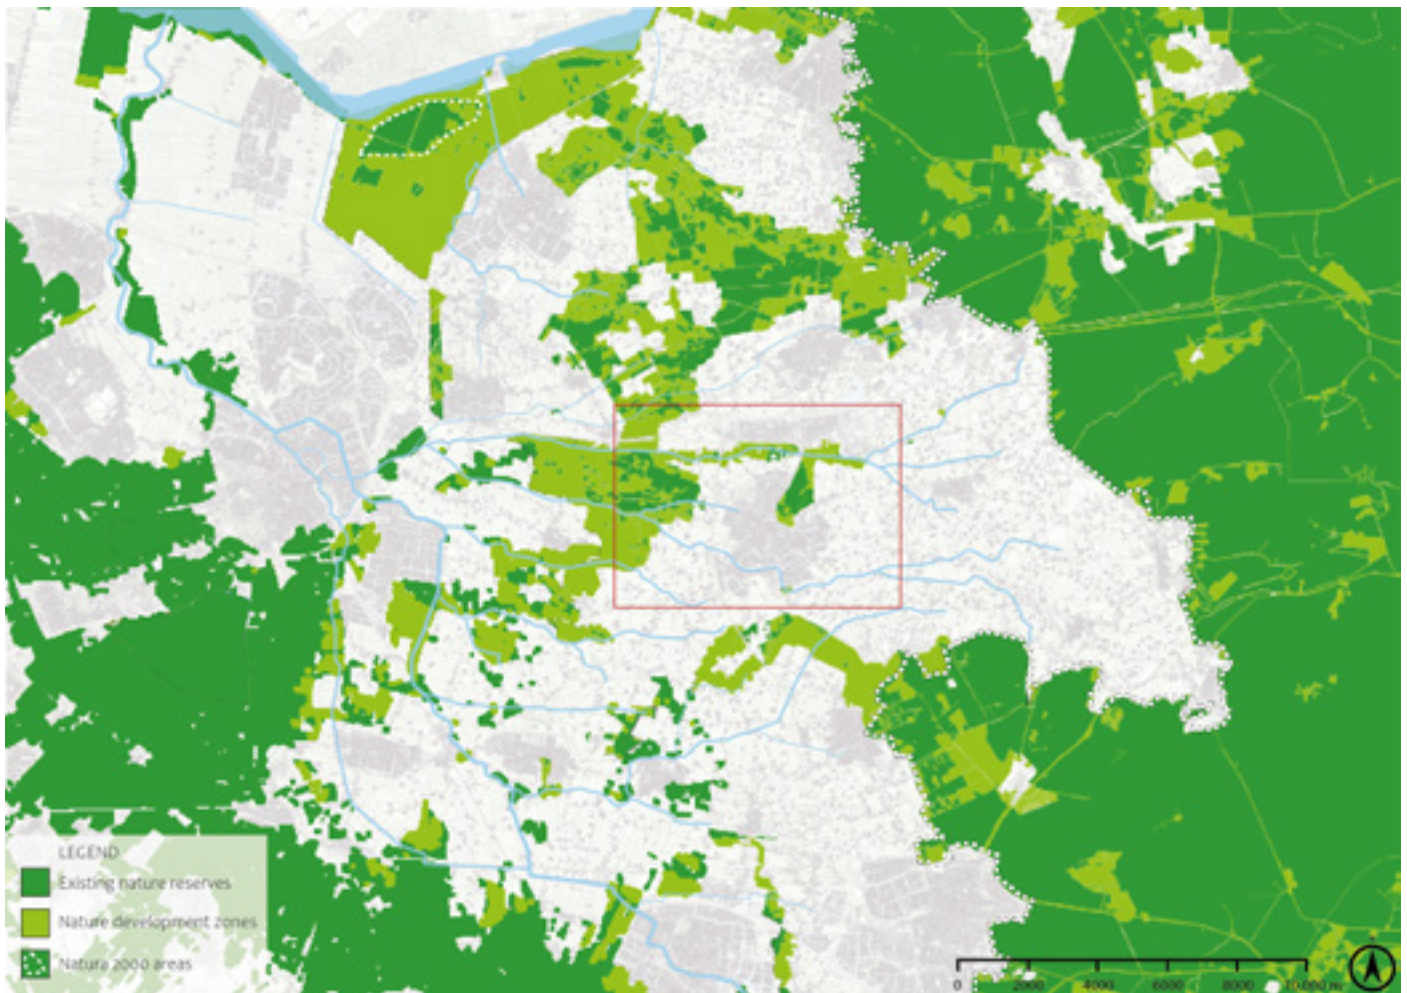 LEGEND
Existing nature reserves
Nature development zones
Natura 2000 areas
0 2000 4000 6000 8000 10.000 m